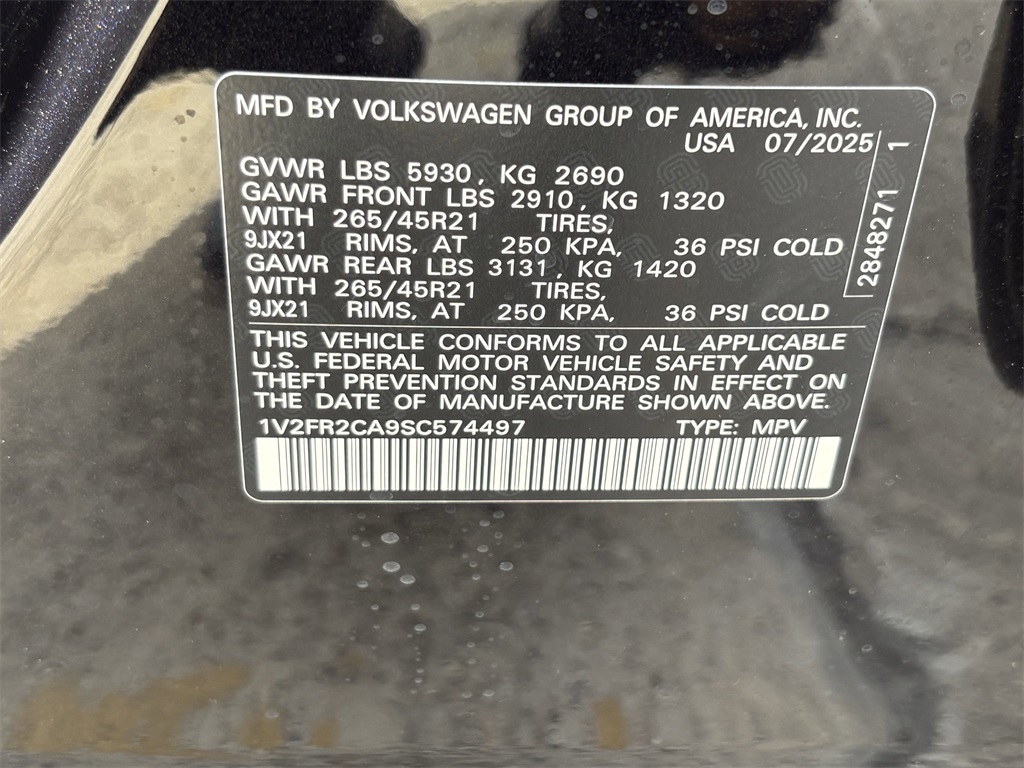 MFD BY VOLKSWAGEN GROUP OF AMERICA, INC.
USA 07/2025
GVWR LBS 5930, KG 2690
GAWR FRONT LBS 2910, KG 1320
WITH 265/45R21 TIRES,
9JX21 RIMS, AT 250 KPA, 36 PSI COLD
GAWR REAR LBS 3131, KG 1420
WITH 265/45R21 TIRES,
9JX21 RIMS, AT 250 KPA, 36 PSI COLD
THIS VEHICLE CONFORMS TO ALL APPLICABLE
U.S. FEDERAL MOTOR VEHICLE SAFETY AND
THEFT PREVENTION STANDARDS IN EFFECT ON
THE DATE OF MANUFACTURE SHOWN ABOVE.
1V2FR2CA9SC574497 TYPE: MPV
2848271 1